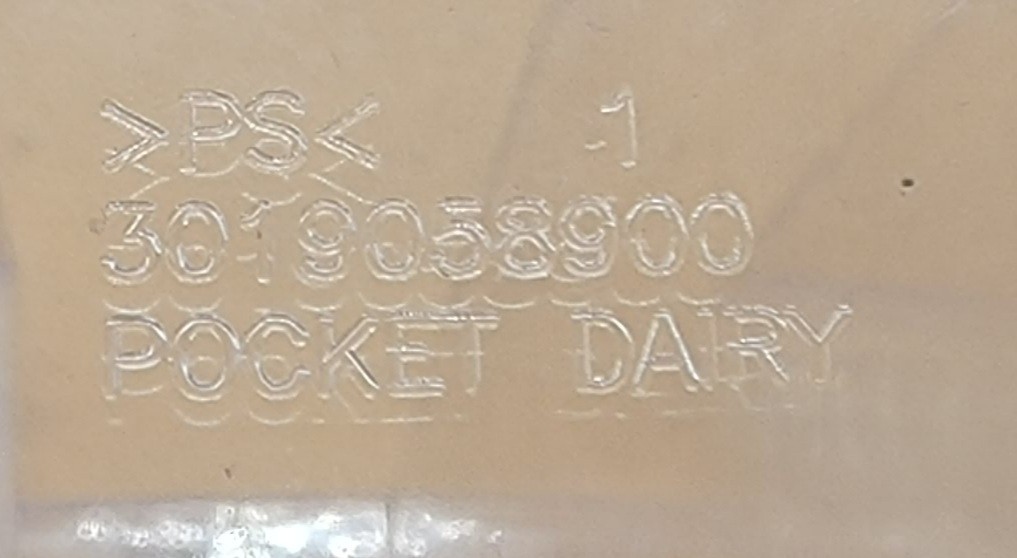 >PS< 1
3019058900
POCKET DAIRY